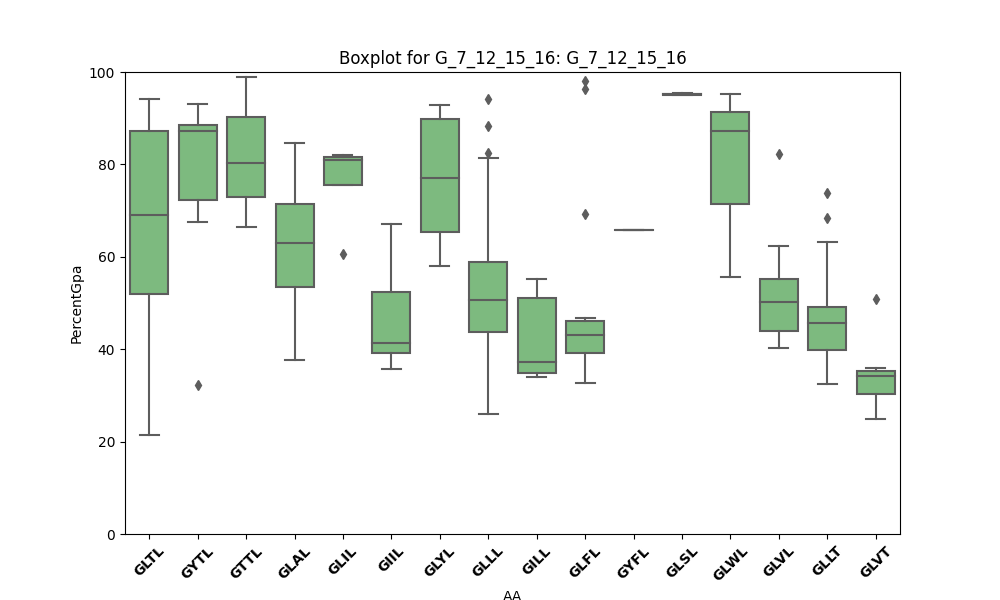 Boxplot for G_7_12_15_16: G_7_12_15_16
100
80
60
40
20
0
PercentGpa
GLTL GYTL GTTL GLAL GLIL GIIL GLYL GLLL GILL GLFL GYFL GLSL GLWL GLVL GLLT GLVT
AA